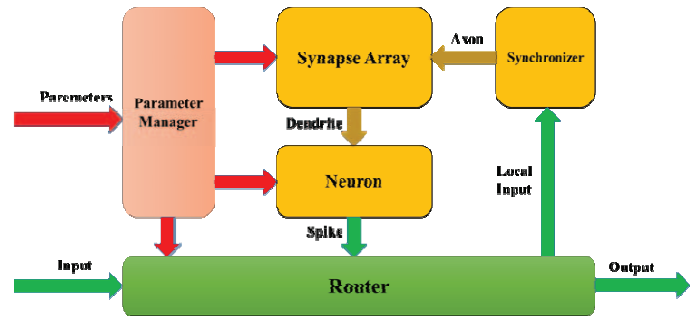 Parameters
Parameter
Manager
Synapse Array
Axon
Synchronizer
Dendrite
Neuron
Local
Input
Spike
Input
Router
Output